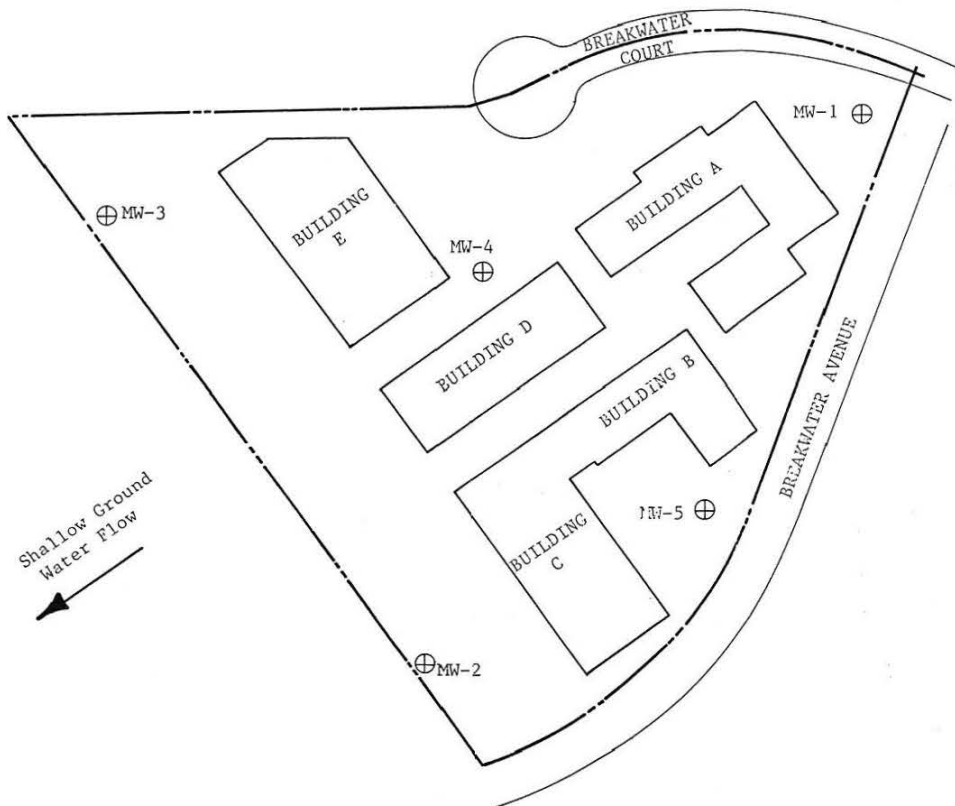 BREAKWATER
COURT
MW-1
BUILDING A
MW-3
BUILDING
E
MW-4
BUILDING D
BUILDING B
BREAKWATER AVENUE
MW-5
BUILDING
C
Shallow Ground
Water Flow
MW-2